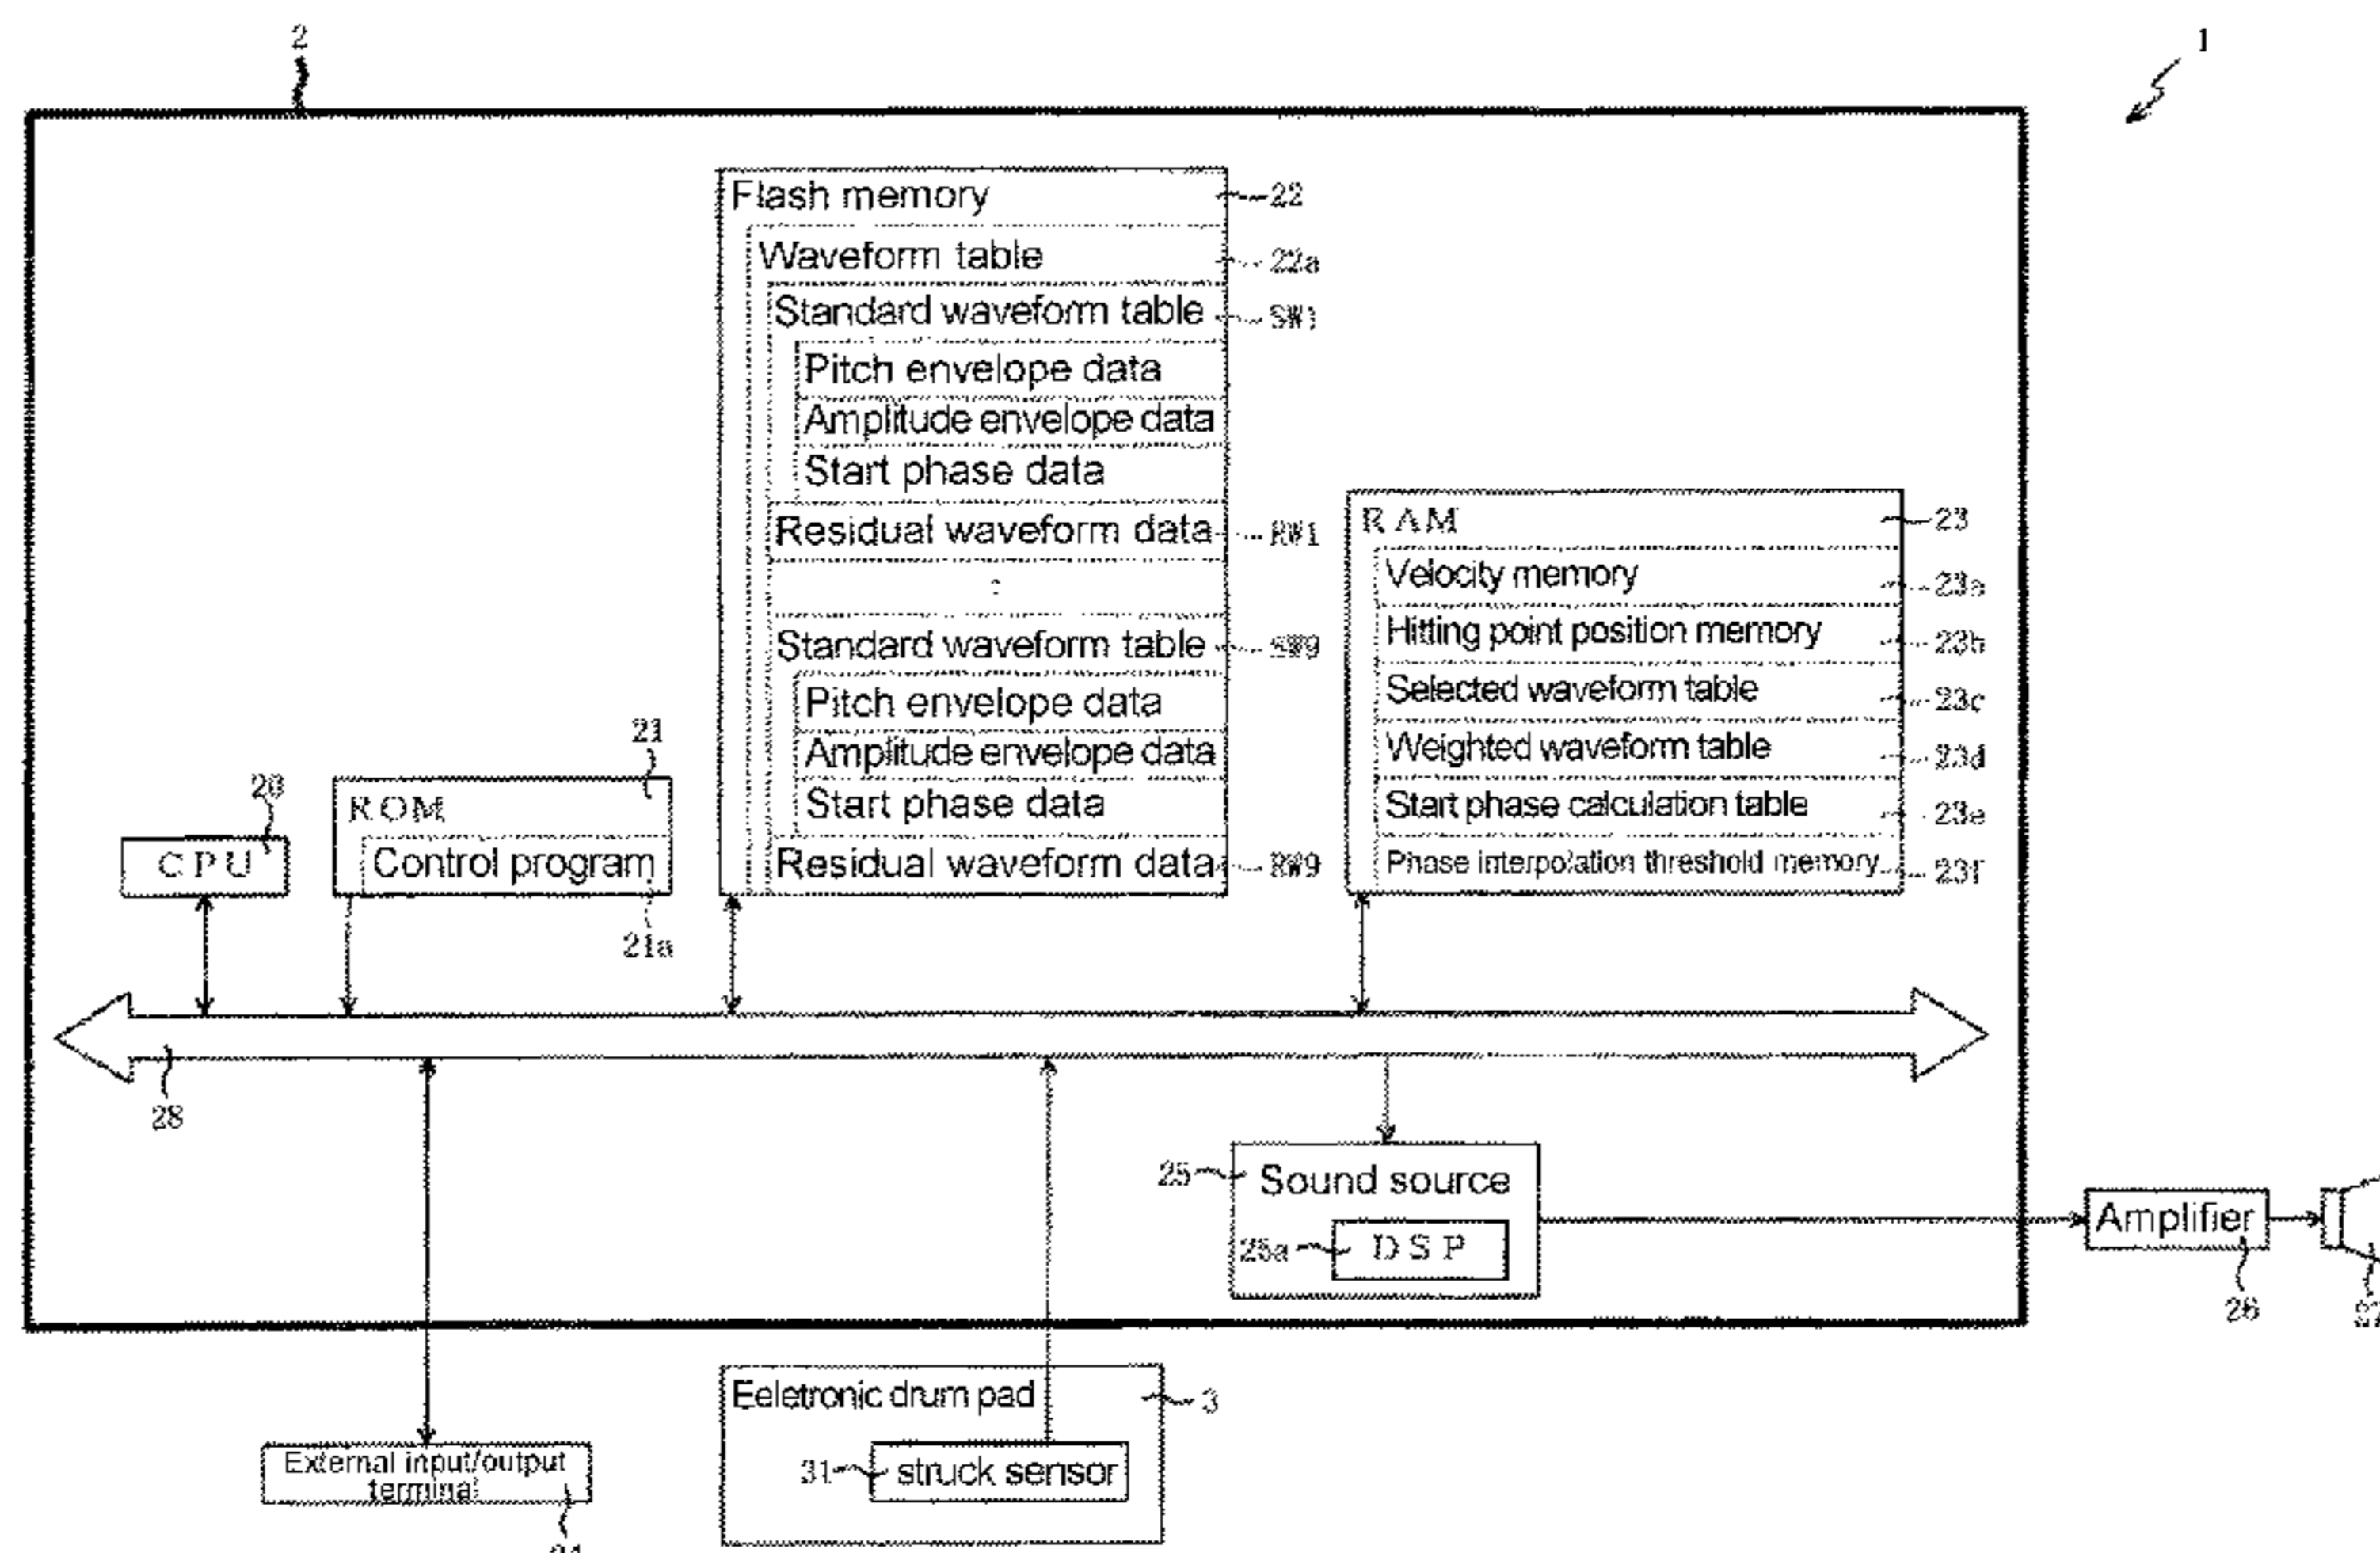 2
1
Flash memory
22
Waveform table
22a
Standard waveform table
SW1
Pitch envelope data
Amplitude envelope data
Start phase data
Residual waveform data
RW1
:
Standard waveform table
SW9
Pitch envelope data
Amplitude envelope data
Start phase data
Residual waveform data
RW9
RAM
23
Velocity memory
23a
Hitting point position memory
23b
Selected waveform table
23c
Weighted waveform table
23d
Start phase calculation table
23e
Phase interpolation threshold memory
23f
20
CPU
21
ROM
Control program
21a
28
25
Sound source
25a
DSP
Amplifier
26
27
Eeletronic drum pad
3
31
struck sensor
External input/output
terminal